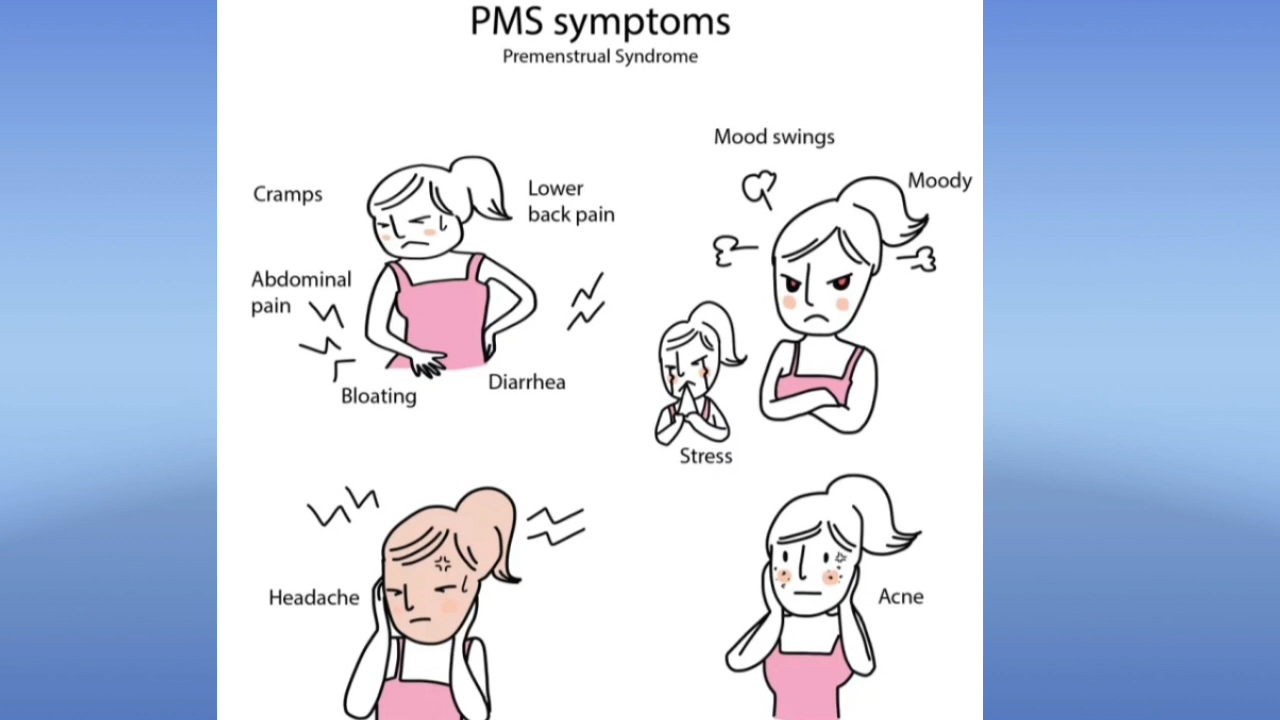 PMS symptoms
Premenstrual Syndrome
Cramps
Lower
back pain
Abdominal
pain
Bloating
Diarrhea
Mood swings
Moody
Stress
Headache
Acne